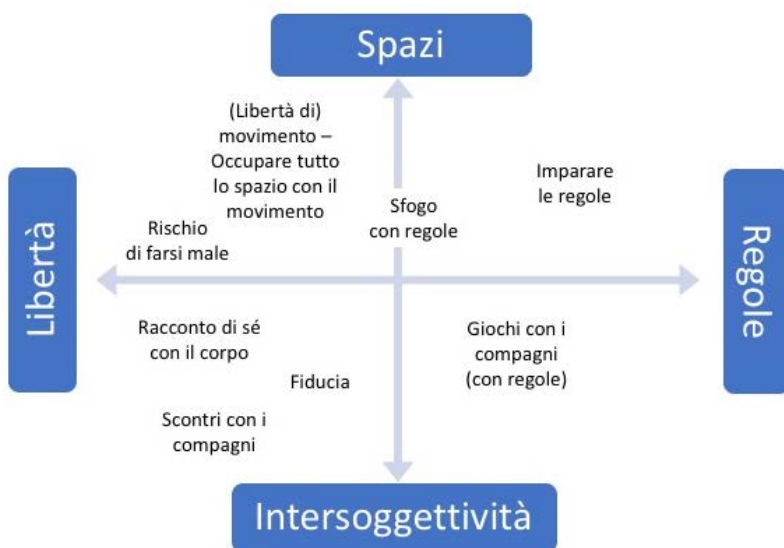 Spazi
(Libertà di)
movimento –
Occupare tutto
lo spazio con il
movimento
Imparare
le regole
Sfogo
con regole
Rischio
di farsi male
Libertà
Regole
Racconto di sé
con il corpo
Giochi con i
compagni
(con regole)
Fiducia
Scontri con i
compagni
Intersoggettività